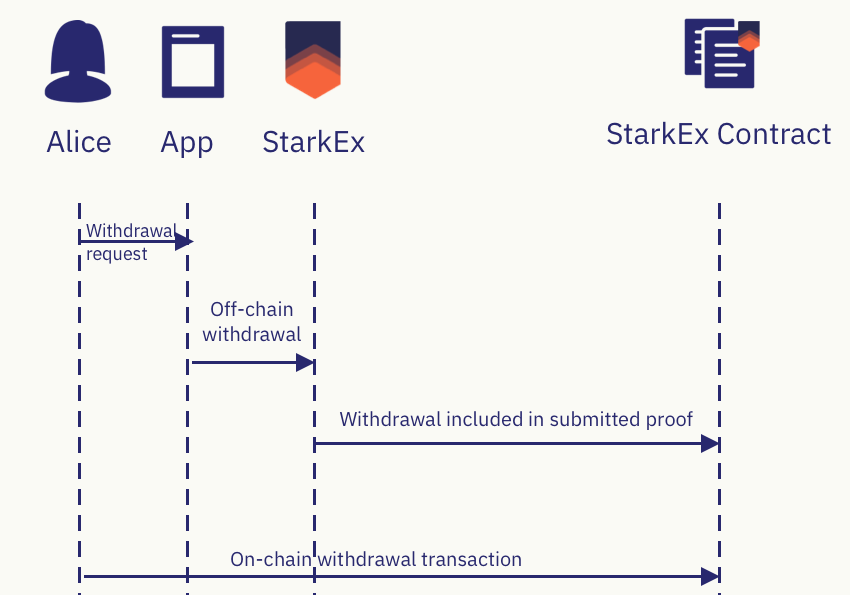 Alice
App
StarkEx
StarkEx Contract
Withdrawal
request
Off-chain
withdrawal
Withdrawal included in submitted proof
On-chain withdrawal transaction